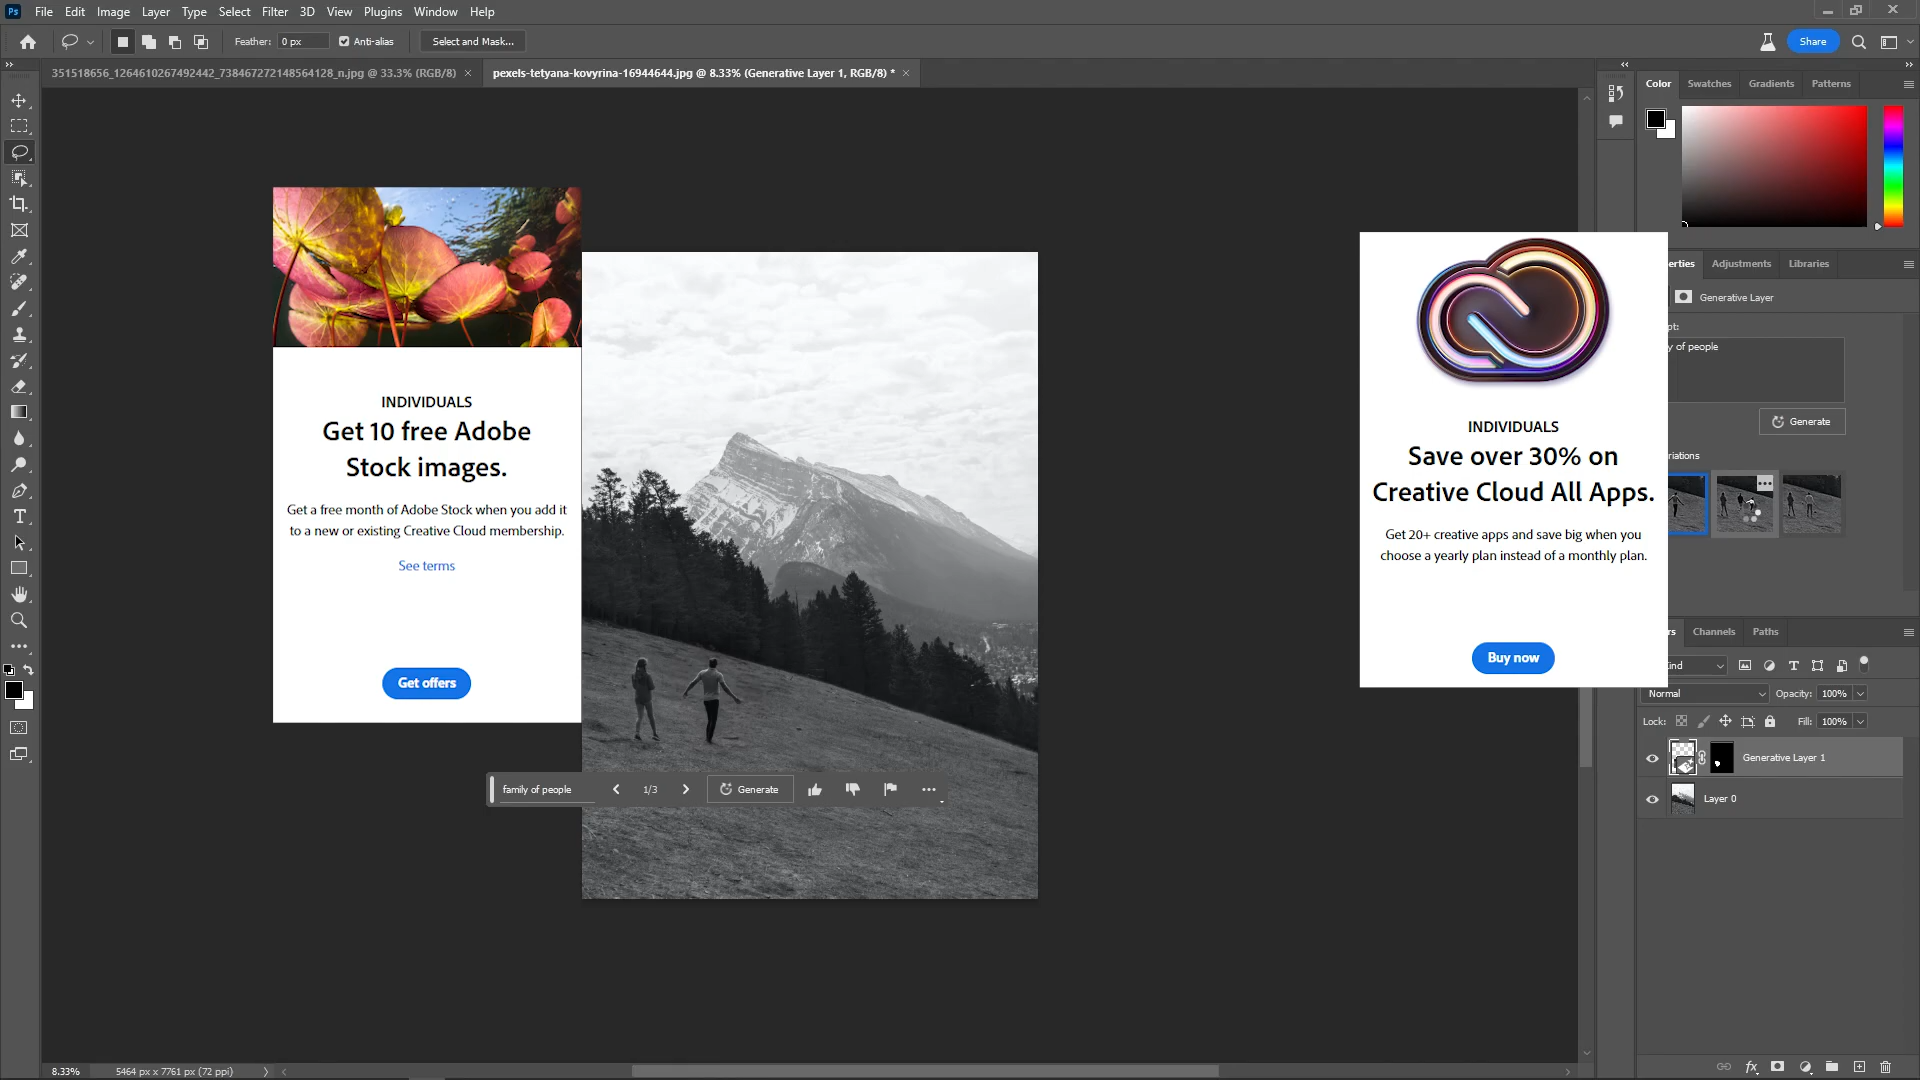 Ps File Edit Image Layer Type Select Filter 3D View Plugins Window Help
Feather: 0 px Anti-alias Select and Mask... Share
351518656_1264610267492442_738467272148564128_n.jpg @ 33.3% (RGB/8) × pexels-tetyana-kovyrina-16944644.jpg @ 8.33% (Generative Layer 1, RGB/8) * ×
Color Swatches Gradients Patterns
INDIVIDUALS
Get 10 free Adobe
Stock images.
Get a free month of Adobe Stock when you add it
to a new or existing Creative Cloud membership.
See terms
Get offers
family of people 1/3 Generate
INDIVIDUALS
Save over 30% on
Creative Cloud All Apps.
Get 20+ creative apps and save big when you
choose a yearly plan instead of a monthly plan.
Buy now
erties Adjustments Libraries
Generative Layer
pt:
y of people
Generate
riations
rs Channels Paths
Kind
Normal Opacity: 100%
Lock: Fill: 100%
Generative Layer 1
Layer 0
8.33% 5464 px x 7761 px (72 ppi)